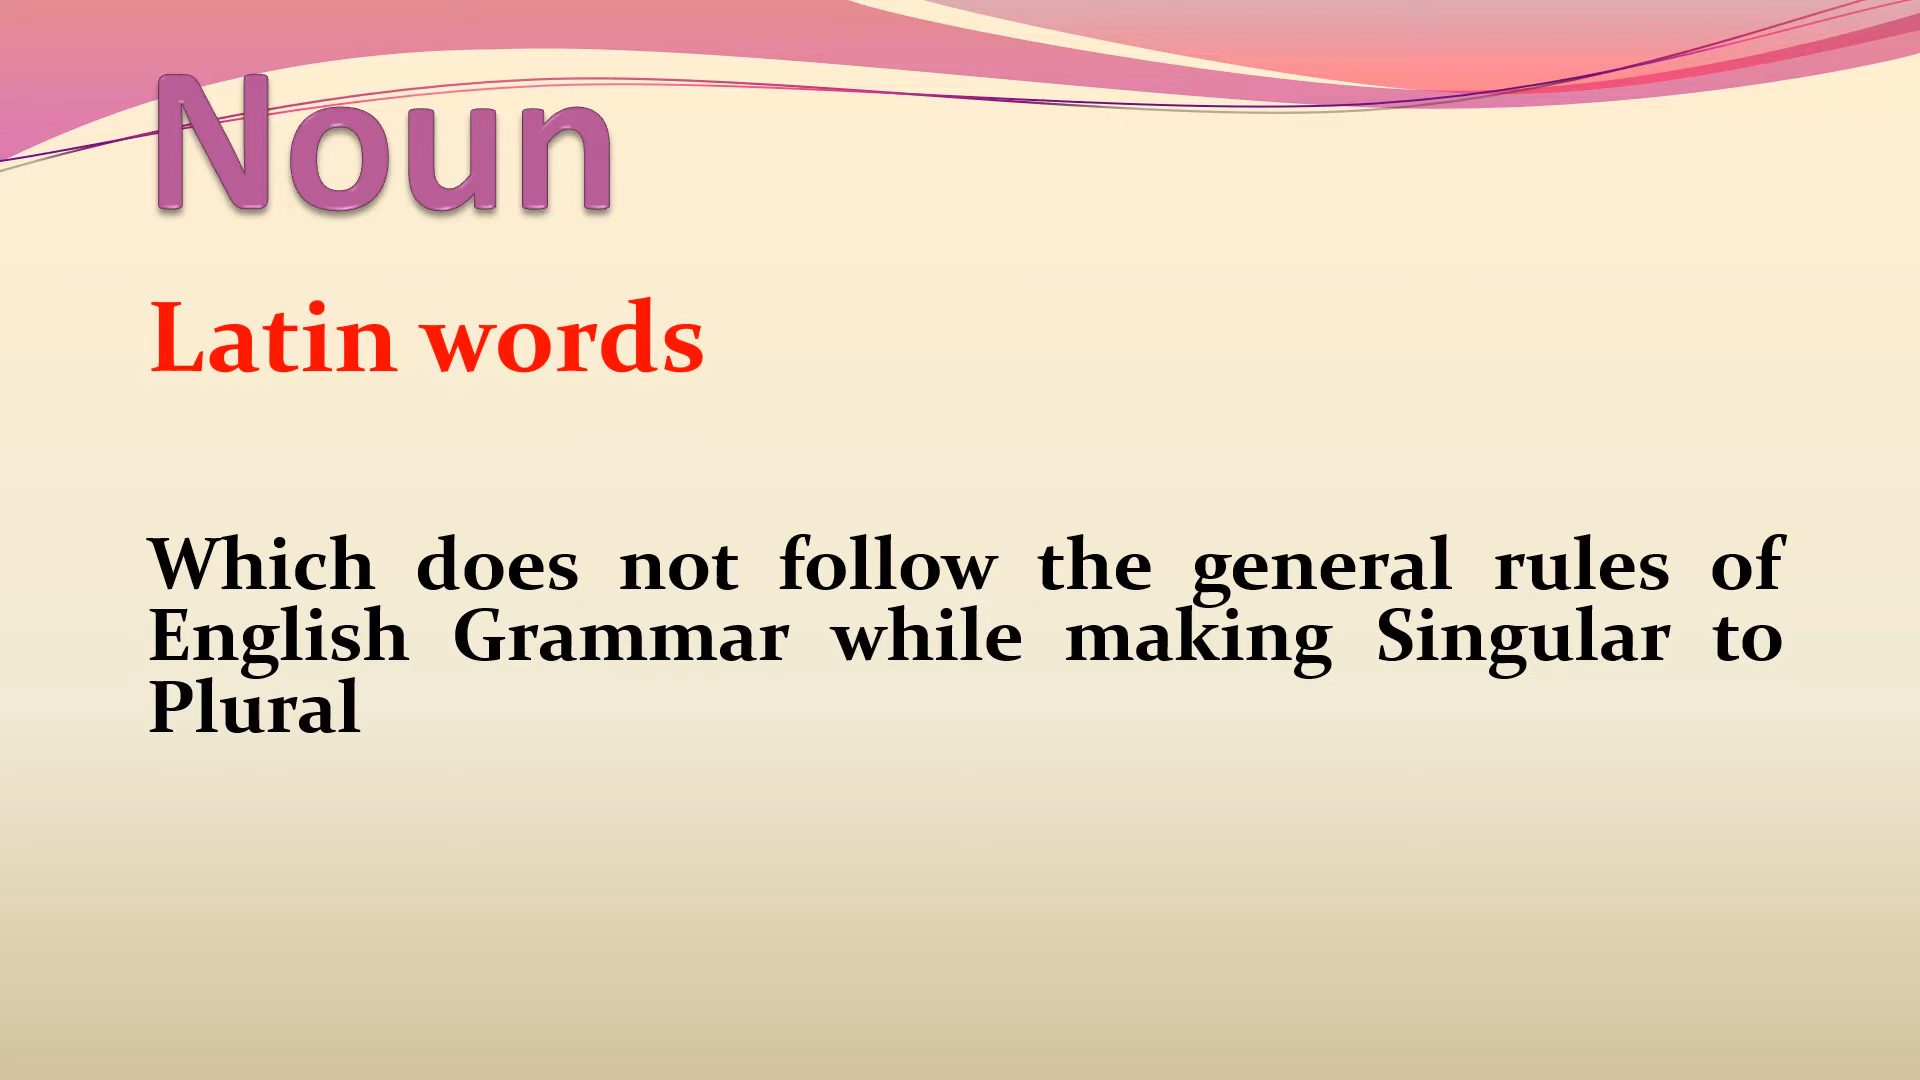 Noun
Latin words
Which does not follow the general rules of
English Grammar while making Singular to
Plural